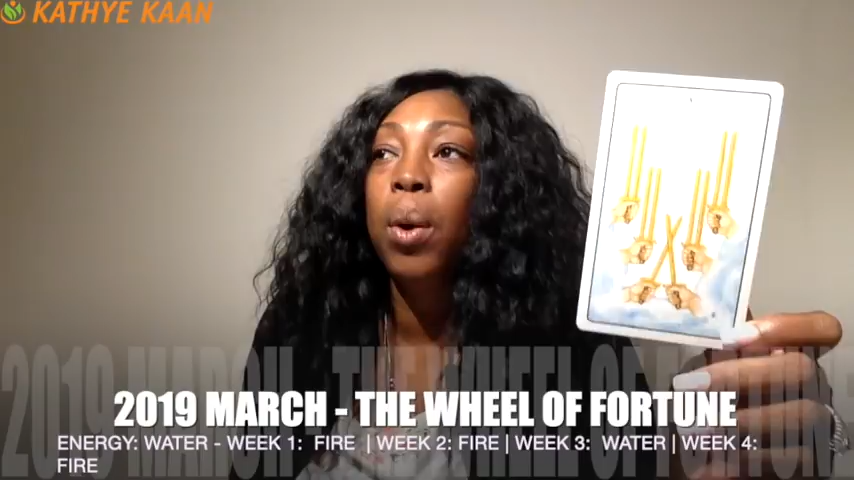 KATHYE KAAN
2019 MARCH - THE WHEEL OF FORTUNE
2019 MARCH - THE WHEEL OF FORTUNE
ENERGY: WATER - WEEK 1:  FIRE  | WEEK 2: FIRE | WEEK 3:  WATER | WEEK 4:
FIRE